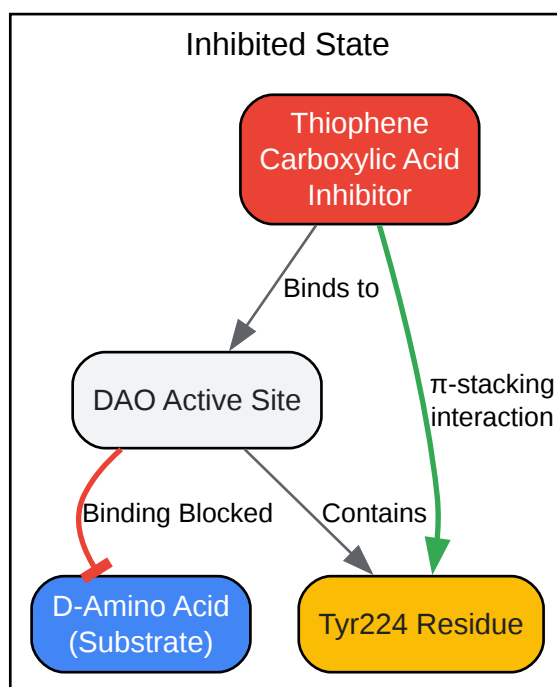 Inhibited State
Thiophene
Carboxylic Acid
Inhibitor
Binds to
π-stacking
interaction
DAO Active Site
Binding Blocked
Contains
D-Amino Acid
(Substrate)
Tyr224 Residue